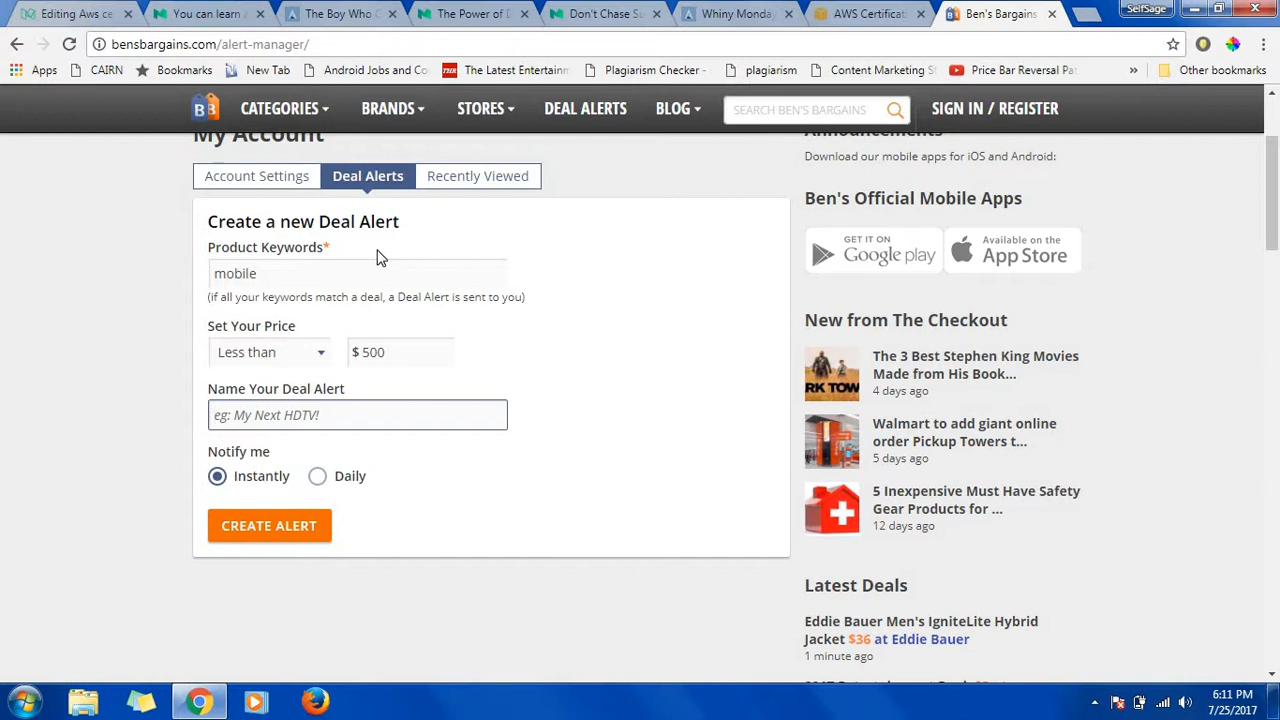 Editing Aws ce
You can learn
The Boy Who C
The Power of D
Don't Chase Su
Whiny Monday
AWS Certificati
Ben's Bargains
SelfSage
bensbargains.com/alert-manager/
Apps
CAIRN
Bookmarks
New Tab
Android Jobs and Co
The Latest Entertainm
Plagiarism Checker -
plagiarism
Content Marketing S
Price Bar Reversal Pat
»
Other bookmarks
CATEGORIES
BRANDS
STORES
DEAL ALERTS
BLOG
SEARCH BEN'S BARGAINS
SIGN IN / REGISTER
My Account
Account Settings
Deal Alerts
Recently Viewed
Create a new Deal Alert
Product Keywords*
mobile
(if all your keywords match a deal, a Deal Alert is sent to you)
Set Your Price
Less than
$ 500
Name Your Deal Alert
eg: My Next HDTV!
Notify me
Instantly
Daily
CREATE ALERT
Announcements
Download our mobile apps for iOS and Android:
Ben's Official Mobile Apps
GET IT ON
Google play
Available on the
App Store
New from The Checkout
RK TOW
The 3 Best Stephen King Movies
Made from His Book...
4 days ago
Walmart to add giant online
order Pickup Towers t...
5 days ago
5 Inexpensive Must Have Safety
Gear Products for ...
12 days ago
Latest Deals
Eddie Bauer Men's IgniteLite Hybrid
Jacket $36 at Eddie Bauer
1 minute ago
6:11 PM
7/25/2017